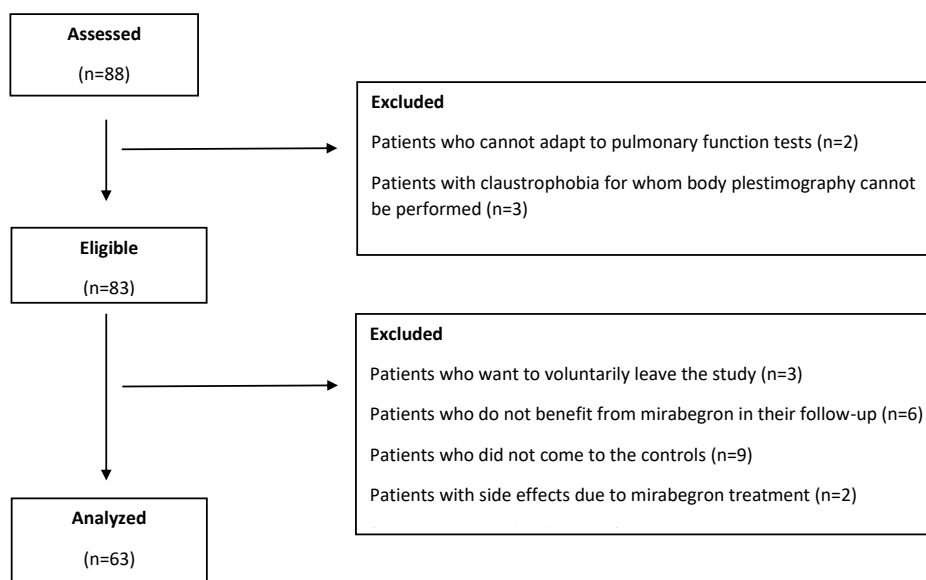 Assessed
(n=88)
Excluded
Patients who cannot adapt to pulmonary function tests (n=2)
Patients with claustrophobia for whom body plestimography cannot
be performed (n=3)
Eligible
(n=83)
Excluded
Patients who want to voluntarily leave the study (n=3)
Patients who do not benefit from mirabegron in their follow-up (n=6)
Patients who did not come to the controls (n=9)
Patients with side effects due to mirabegron treatment (n=2)
Analyzed
(n=63)